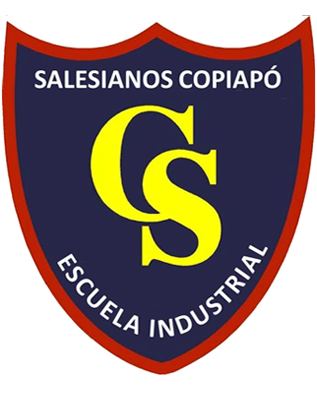 SALESIANOS COPIAPÓ
CS
ESCUELA INDUSTRIAL